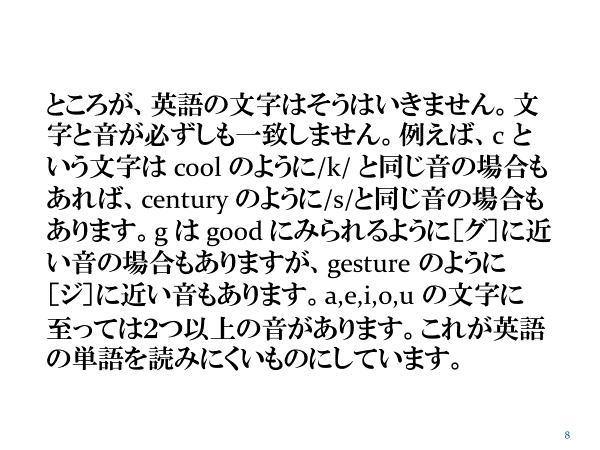 ところが、英語の文字はそうはいきません。文
字と音が必ずしも一致しません。例えば、c と
いう文字は cool のように/k/ と同じ音の場合も
あれば、century のように/s/と同じ音の場合も
あります。g は good にみられるように［グ］に近
い音の場合もありますが、gesture のように
［ジ］に近い音もあります。a,e,i,o,u の文字に
至っては２つ以上の音があります。これが英語
の単語を読みにくいものにしています。
8